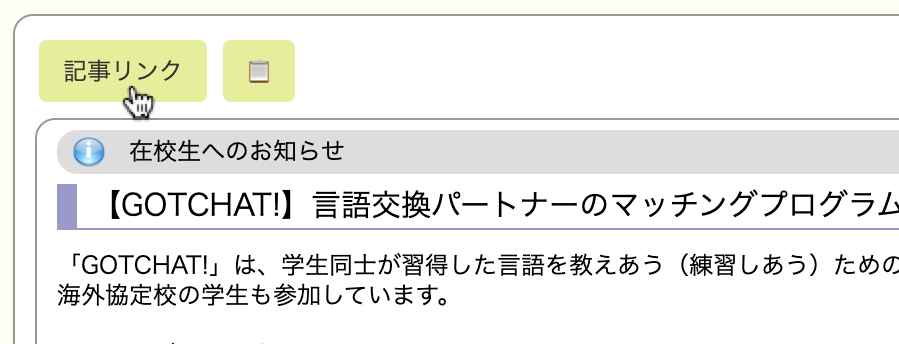 記事リンク
在校生へのお知らせ
【GOTCHAT!】言語交換パートナーのマッチングプログラム
「GOTCHAT!」は、学生同士が習得した言語を教えあう（練習しあう）ための
海外協定校の学生も参加しています。